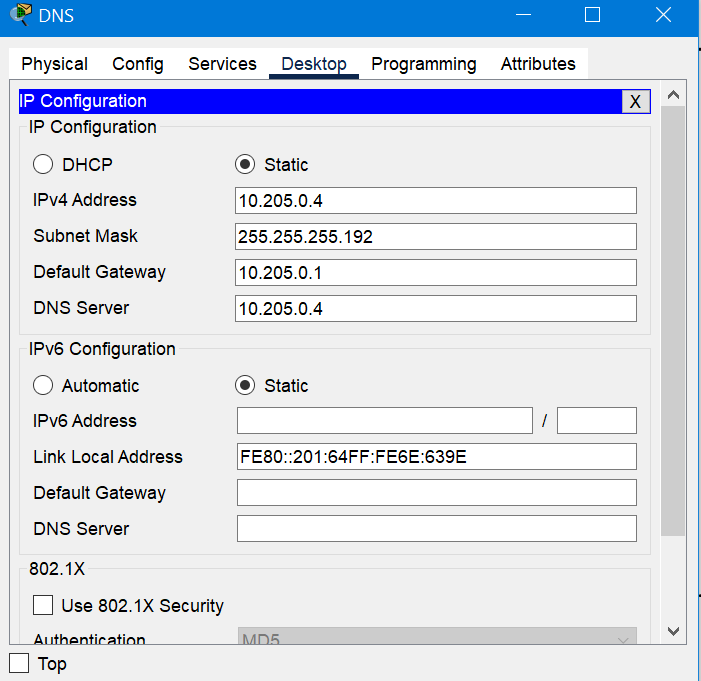 DNS
Physical Config Services Desktop Programming Attributes
IP Configuration X
IP Configuration
DHCP Static
IPv4 Address 10.205.0.4
Subnet Mask 255.255.255.192
Default Gateway 10.205.0.1
DNS Server 10.205.0.4
IPv6 Configuration
Automatic Static
IPv6 Address /
Link Local Address FE80::201:64FF:FE6E:639E
Default Gateway
DNS Server
802.1X
Use 802.1X Security
Authentication MD5
Top